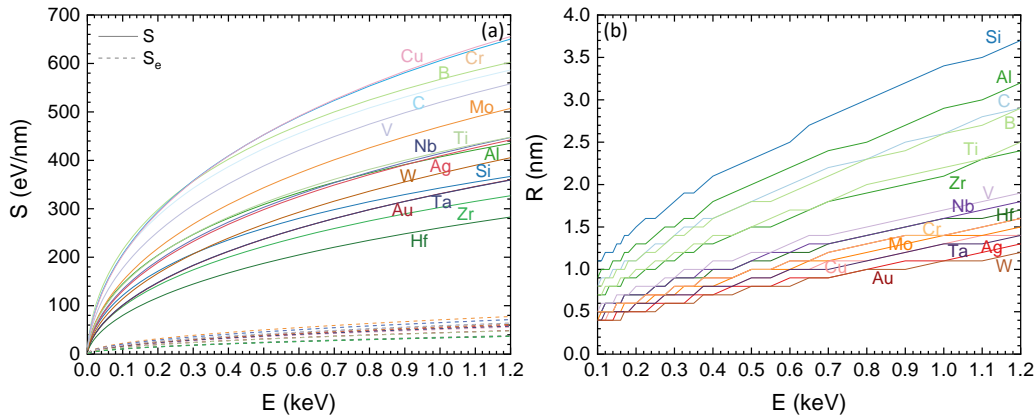 (a)
S
Sₑ
Cu
Cr
B
C
Mo
V
Ti
Nb
Al
Ag
W
Si
Ta
Au
Zr
Hf
700
600
500
400
300
200
100
0
S (eV/nm)
0.0 0.1 0.2 0.3 0.4 0.5 0.6 0.7 0.8 0.9 1.0 1.1 1.2
E (keV)
(b)
Si
Al
C
B
Ti
Zr
V
Nb
Hf
Cr
Mo
Ta
Ag
Cu
Au
W
4.0
3.5
3.0
2.5
2.0
1.5
1.0
0.5
0.0
R (nm)
0.1 0.2 0.3 0.4 0.5 0.6 0.7 0.8 0.9 1.0 1.1 1.2
E (keV)